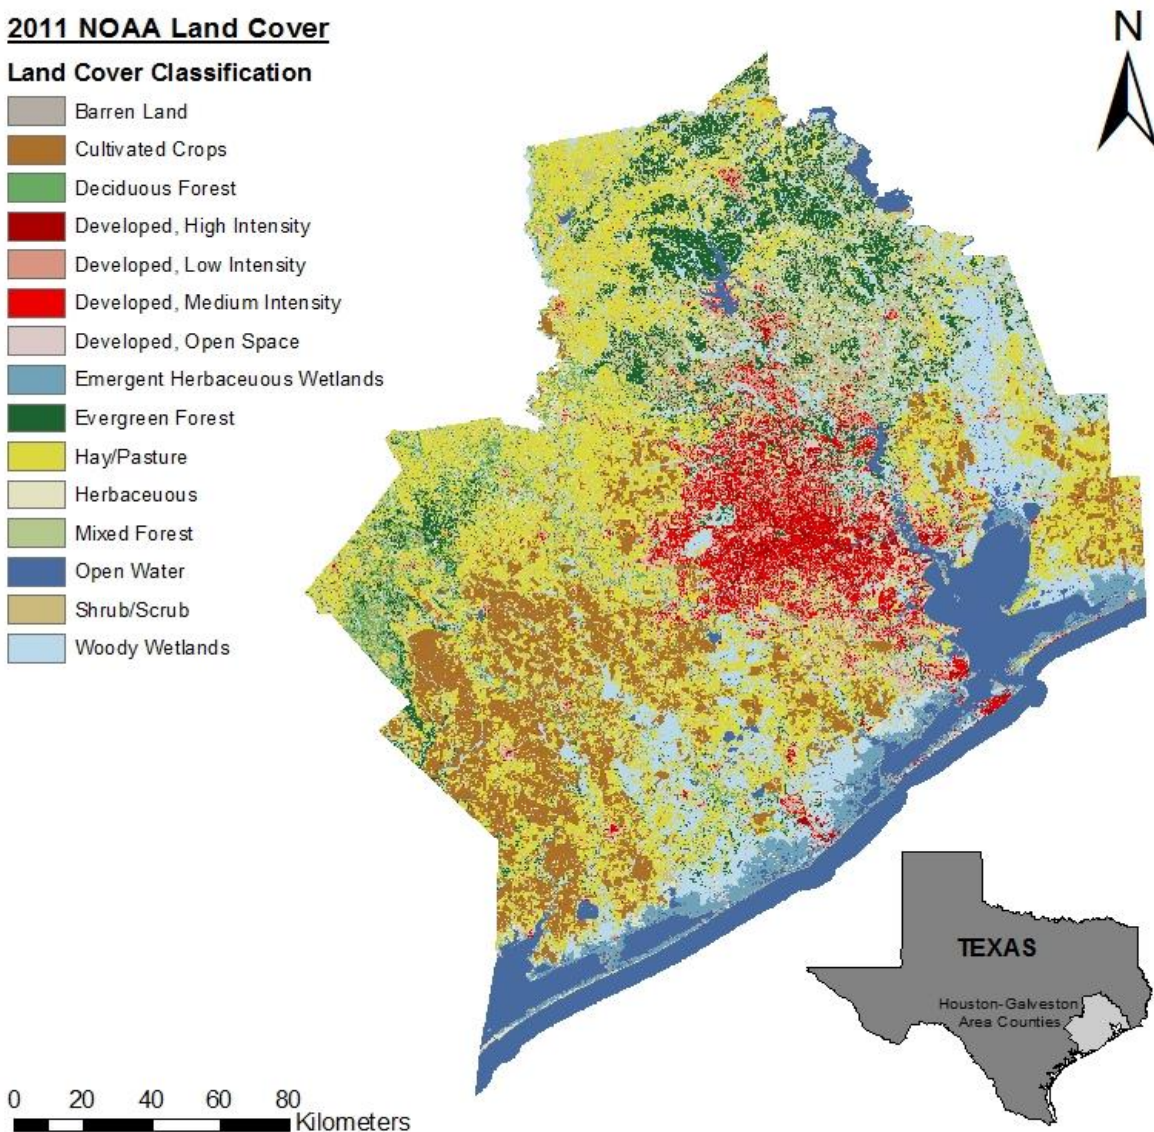 2011 NOAA Land Cover
N
Land Cover Classification
Barren Land
Cultivated Crops
Deciduous Forest
Developed, High Intensity
Developed, Low Intensity
Developed, Medium Intensity
Developed, Open Space
Emergent Herbaceuous Wetlands
Evergreen Forest
Hay/Pasture
Herbaceuous
Mixed Forest
Open Water
Shrub/Scrub
Woody Wetlands
TEXAS
Houston-Galveston
Area Counties
0 20 40 60 80
Kilometers